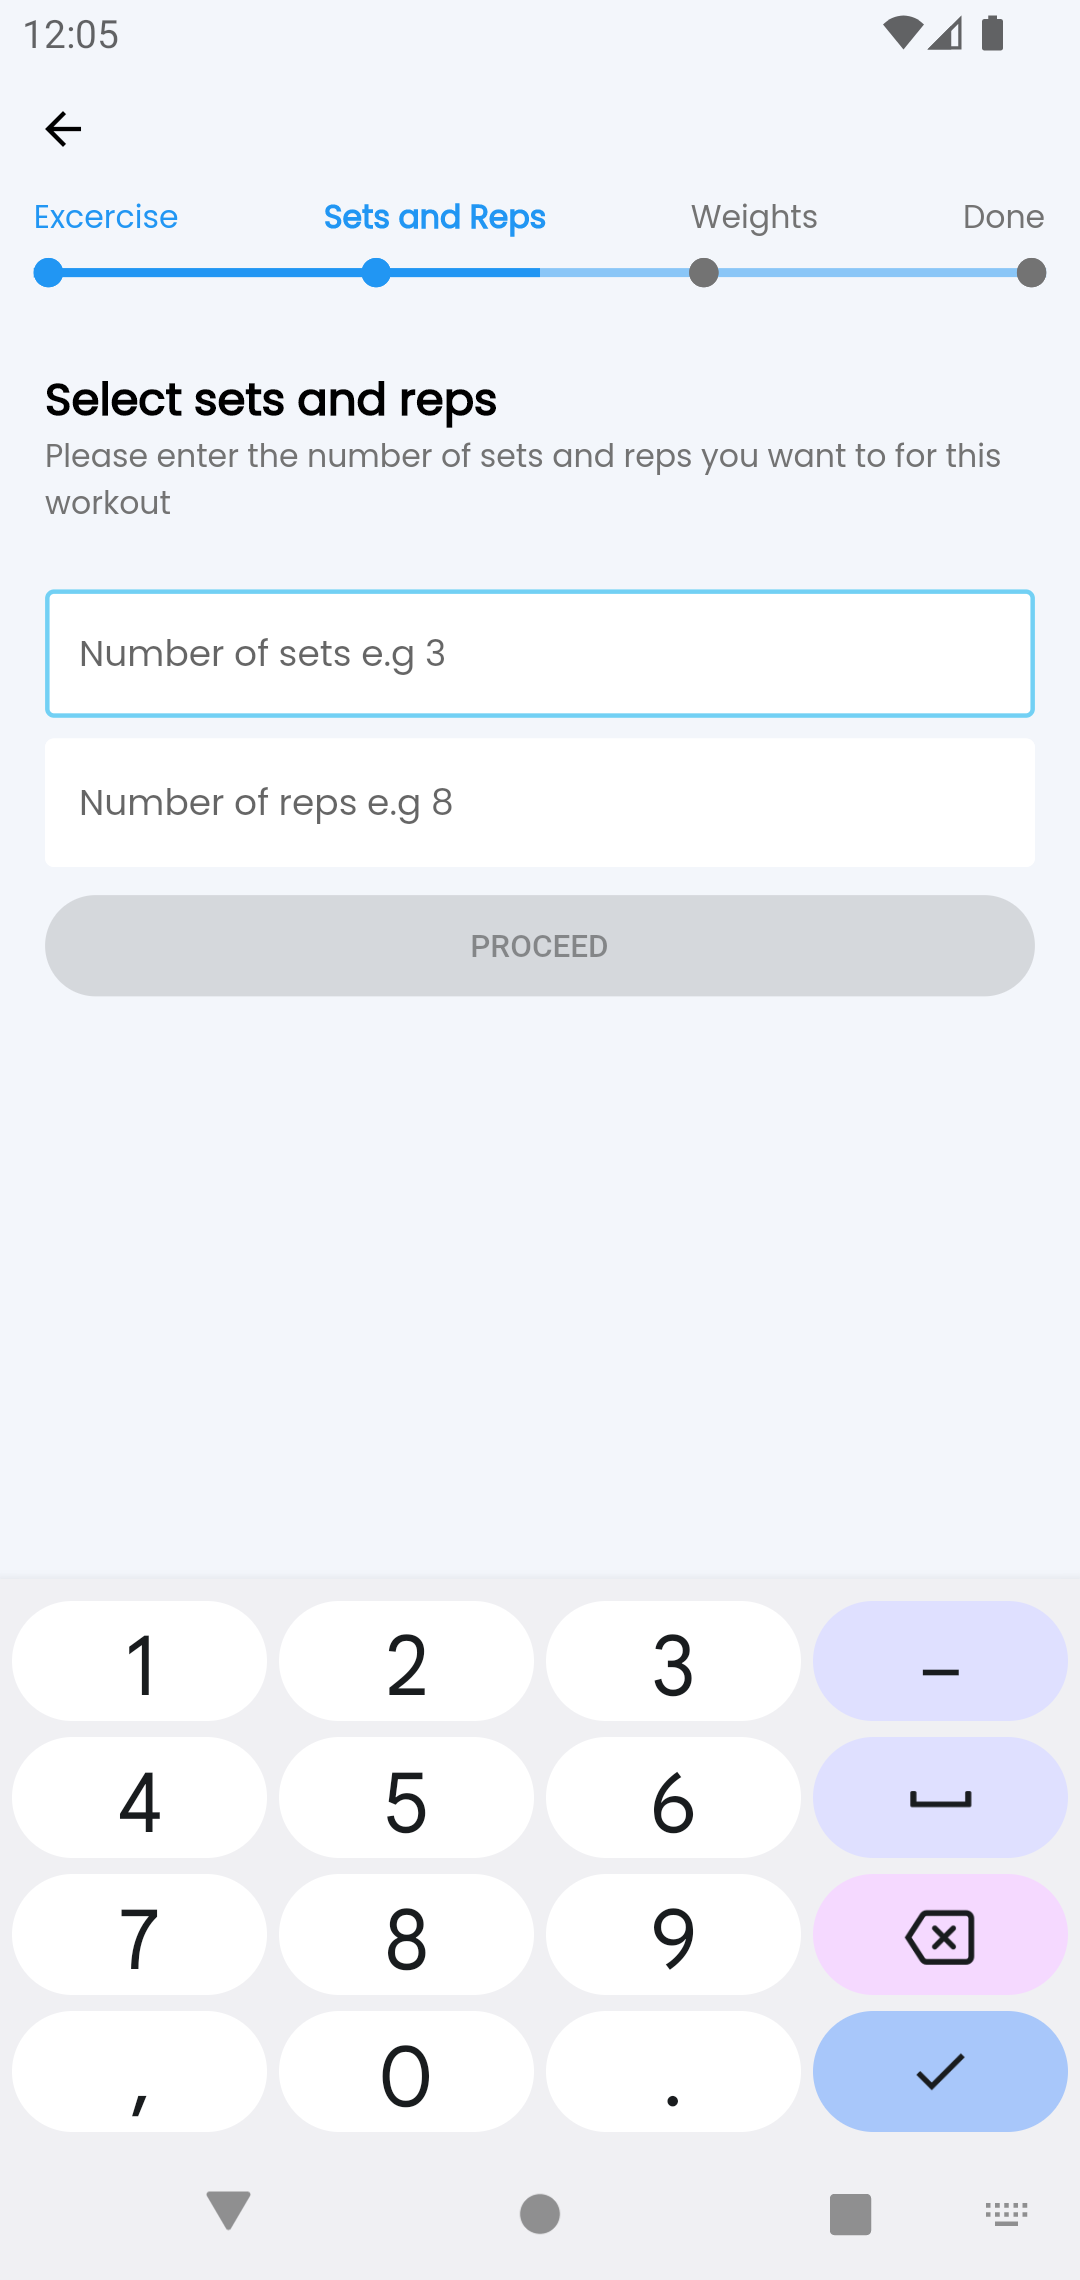 12:05
Excercise Sets and Reps Weights Done
Select sets and reps
Please enter the number of sets and reps you want to for this
workout
Number of sets e.g 3
Number of reps e.g 8
PROCEED
1 2 3 –
4 5 6
7 8 9
, 0 .